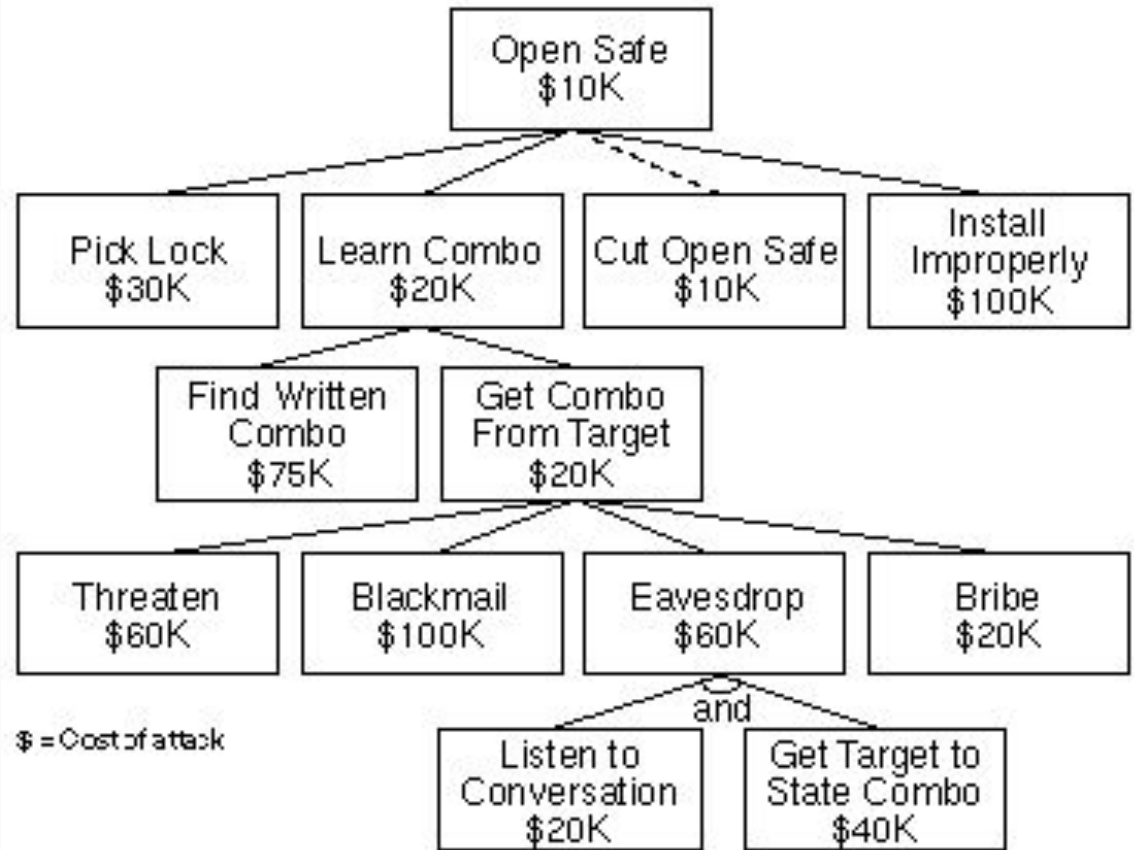 Open Safe
$10K
Pick Lock
$30K
Learn Combo
$20K
Cut Open Safe
$10K
Install
Improperly
$100K
Find Written
Combo
$75K
Get Combo
From Target
$20K
Threaten
$60K
Blackmail
$100K
Eavesdrop
$60K
Bribe
$20K
and
$ = Cost of attack
Listen to
Conversation
$20K
Get Target to
State Combo
$40K